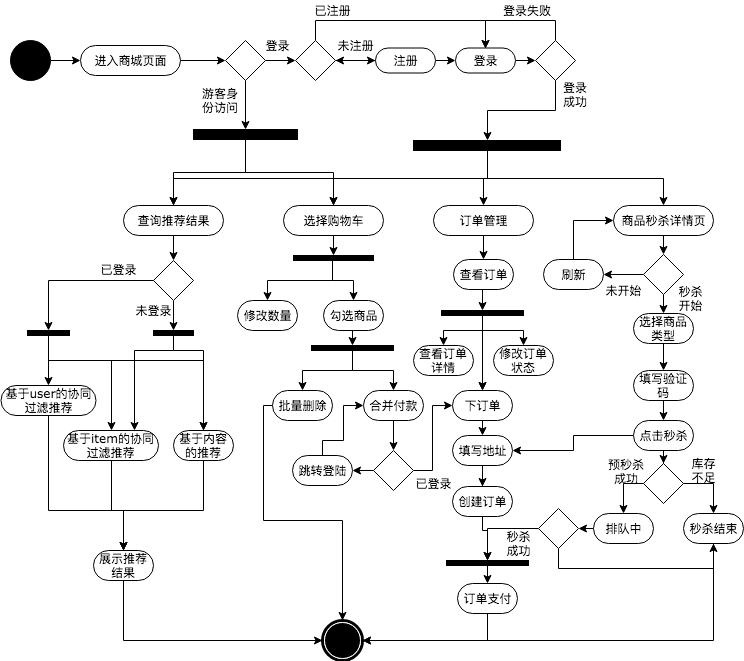 已注册
登录失败
进入商城页面
登录
未注册
注册
登录
游客身
份访问
登录
成功
查询推荐结果
选择购物车
订单管理
商品秒杀详情页
已登录
未登录
查看订单
刷新
未开始
秒杀
开始
修改数量
勾选商品
选择商品
类型
查看订单
详情
修改订单
状态
基于user的协同
过滤推荐
批量删除
合并付款
下订单
填写验证
码
基于item的协同
过滤推荐
基于内容
的推荐
跳转登陆
已登录
填写地址
点击秒杀
预秒杀
成功
库存
不足
创建订单
秒杀
成功
排队中
秒杀结束
展示推荐
结果
订单支付